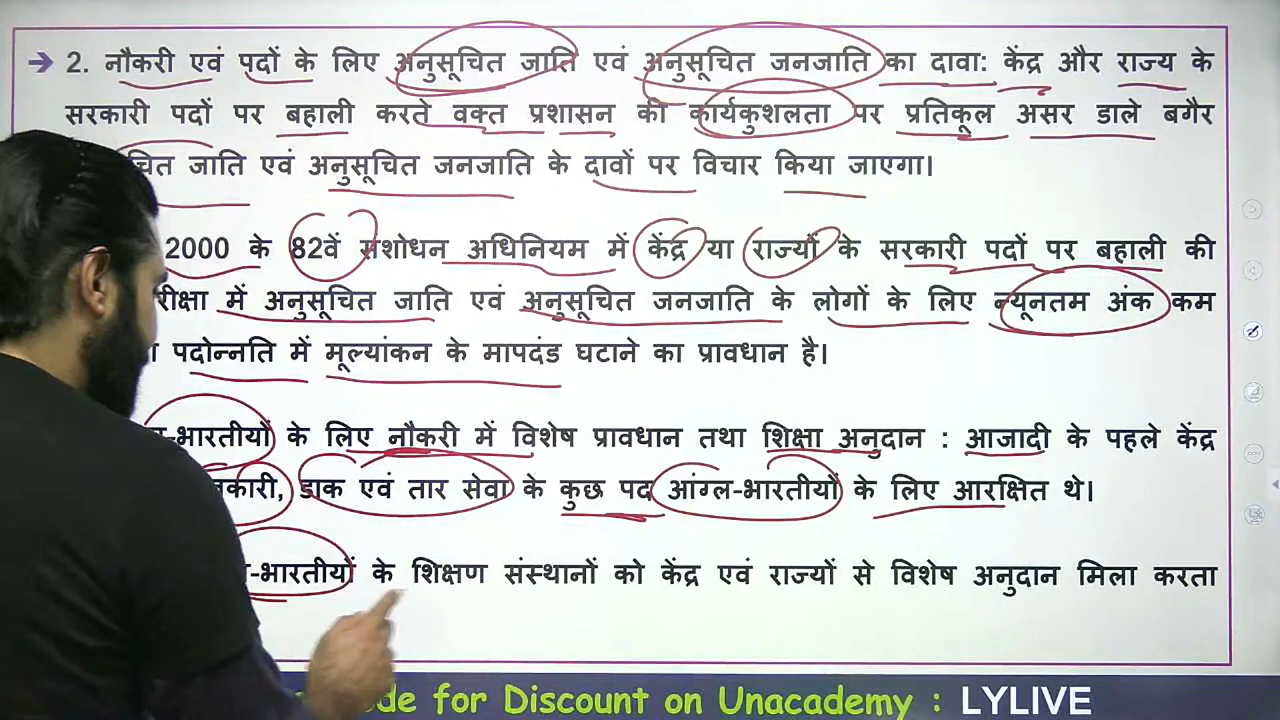 2. नौकरी एवं पदों के लिए अनुसूचित जाति एवं अनुसूचित जनजाति का दावा: केंद्र और राज्य के
सरकारी पदों पर बहाली करते वक्त प्रशासन की कार्यकुशलता पर प्रतिकूल असर डाले बगैर
जाति एवं अनुसूचित जनजाति के दावों पर विचार किया जाएगा।
2000 के 82वें संशोधन अधिनियम में केंद्र या राज्यों के सरकारी पदों पर बहाली की
में अनुसूचित जाति एवं अनुसूचित जनजाति के लोगों के लिए न्यूनतम अंक कम
पदोन्नति में मूल्यांकन के मापदंड घटाने का प्रावधान है।
-भारतीयों के लिए नौकरी में विशेष प्रावधान तथा शिक्षा अनुदान : आजादी के पहले केंद्र
डाक एवं तार सेवा के कुछ पद आंग्ल-भारतीयों के लिए आरक्षित थे।
-भारतीयों के शिक्षण संस्थानों को केंद्र एवं राज्यों से विशेष अनुदान मिला करता
for Discount on Unacademy : LYLIVE